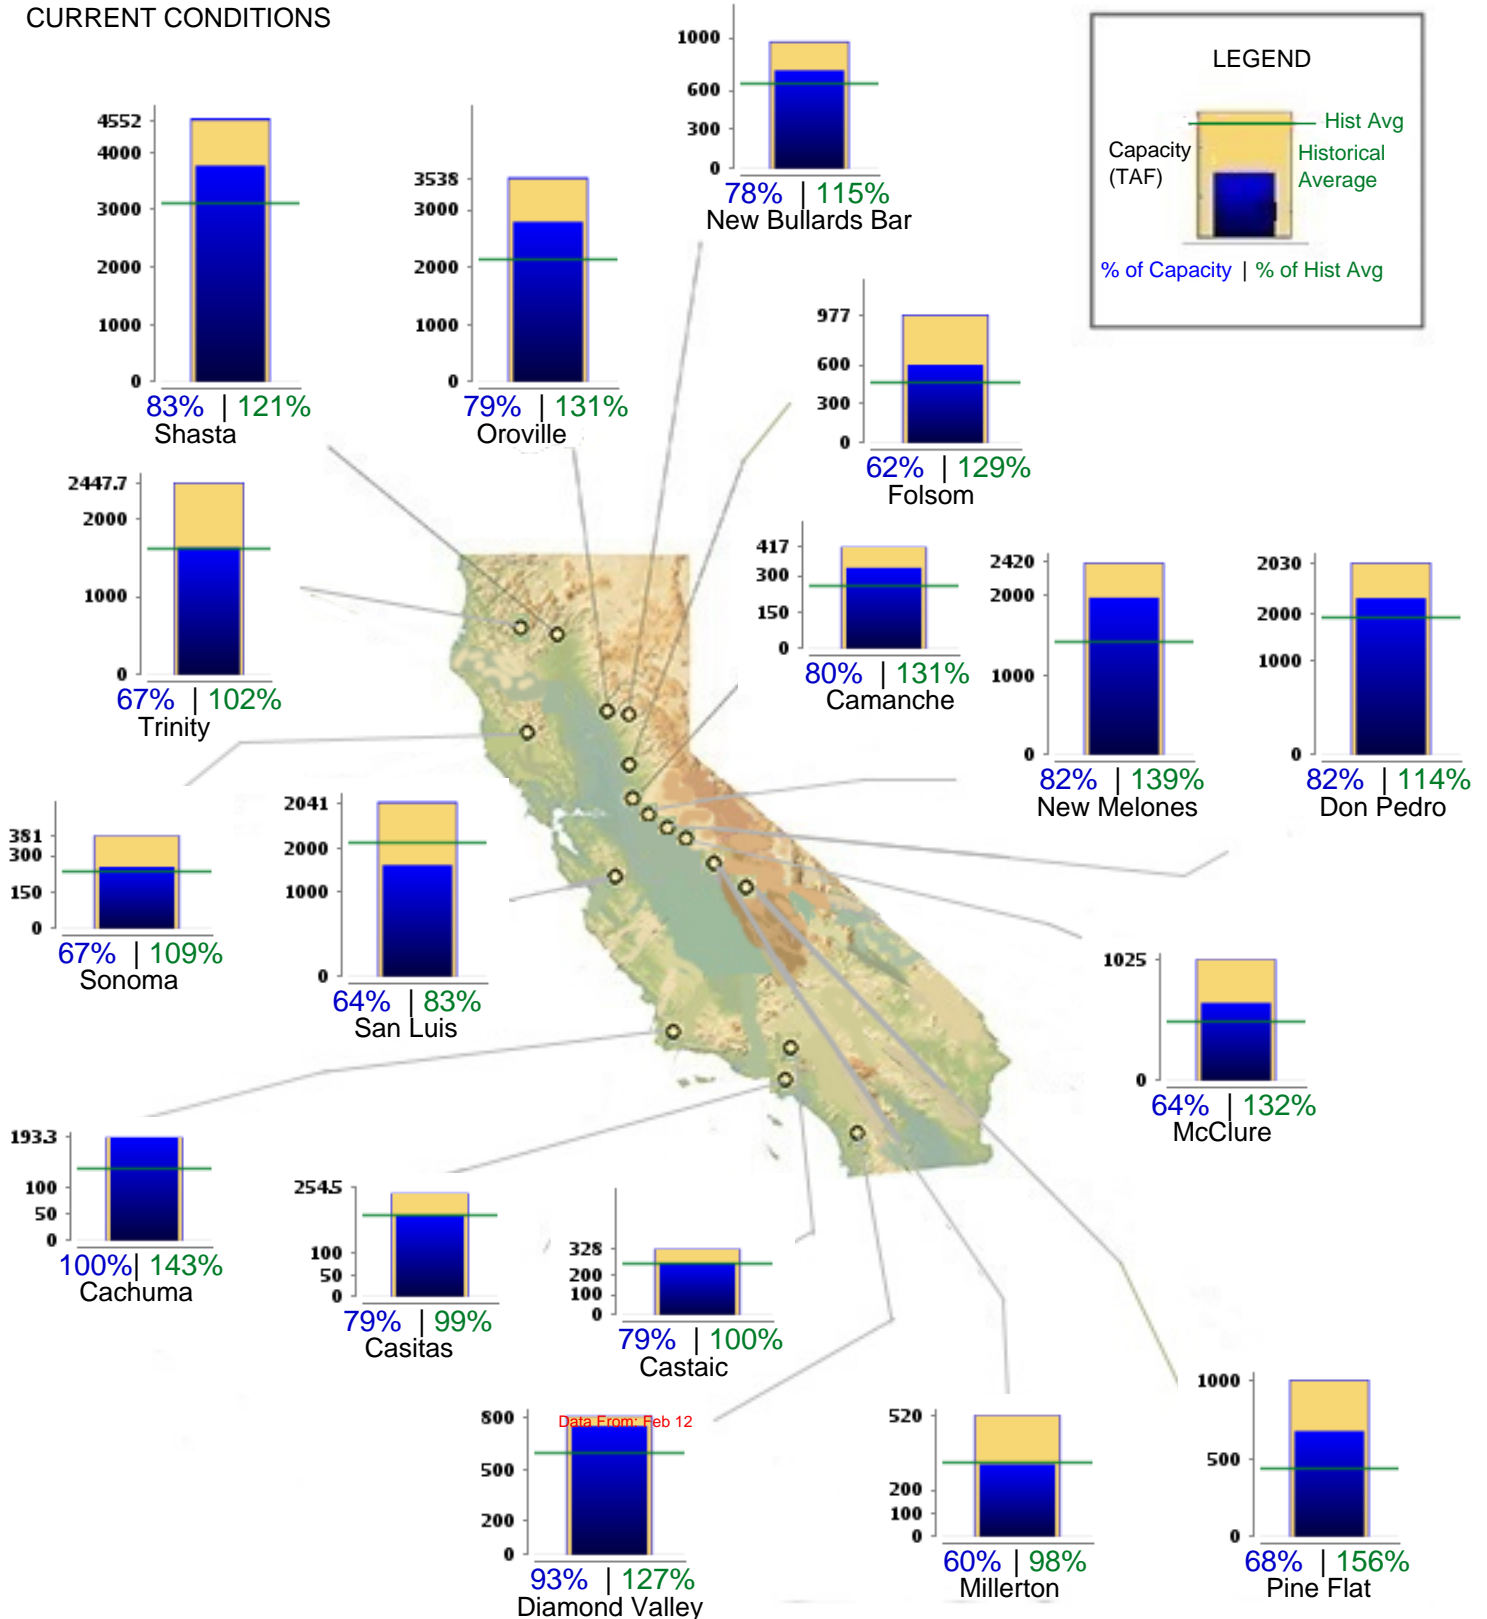 CURRENT CONDITIONS
LEGEND
Hist Avg
Capacity
(TAF)
Historical
Average
% of Capacity | % of Hist Avg
1000
600
300
0
78% | 115%
New Bullards Bar
4552
4000
3000
2000
1000
0
83% | 121%
Shasta
3538
3000
2000
1000
0
79% | 131%
Oroville
977
600
300
0
62% | 129%
Folsom
2447.7
2000
1000
0
67% | 102%
Trinity
417
300
150
0
80% | 131%
Camanche
2420
2000
1000
0
82% | 139%
New Melones
2030
2000
1000
0
82% | 114%
Don Pedro
381
300
150
0
67% | 109%
Sonoma
2041
2000
1000
0
64% | 83%
San Luis
1025
0
64% | 132%
McClure
193.3
100
50
0
100% | 143%
Cachuma
254.5
100
50
0
79% | 99%
Casitas
328
200
100
0
79% | 100%
Castaic
800
500
200
0
Data From: Feb 12
93% | 127%
Diamond Valley
520
200
100
0
60% | 98%
Millerton
1000
500
0
68% | 156%
Pine Flat